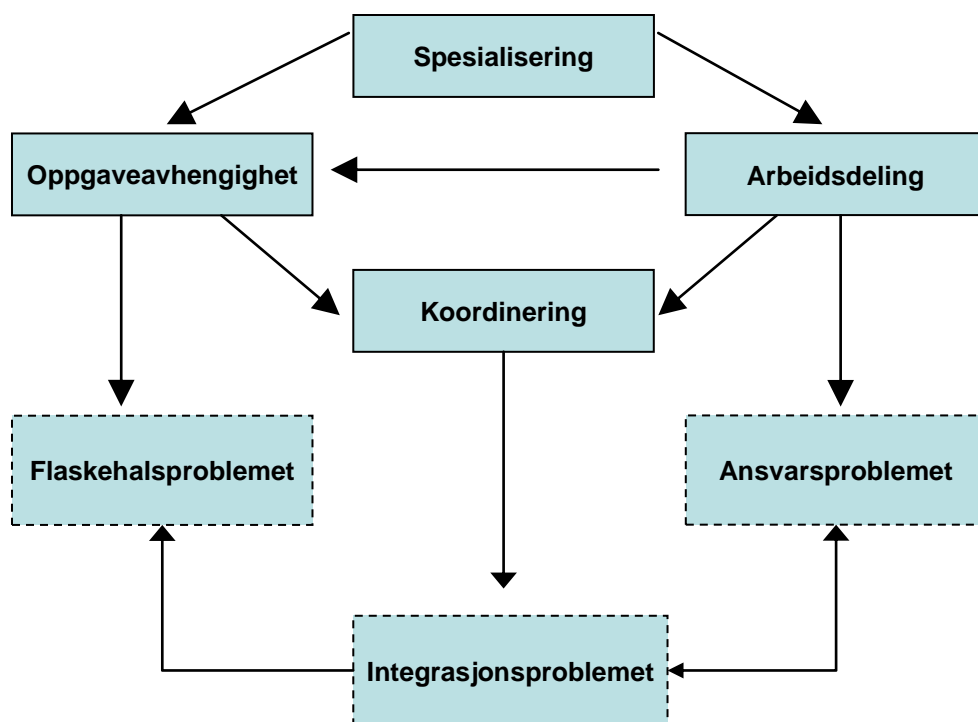 Spesialisering
Oppgaveavhengighet
Arbeidsdeling
Koordinering
Flaskehalsproblemet
Ansvarsproblemet
Integrasjonsproblemet